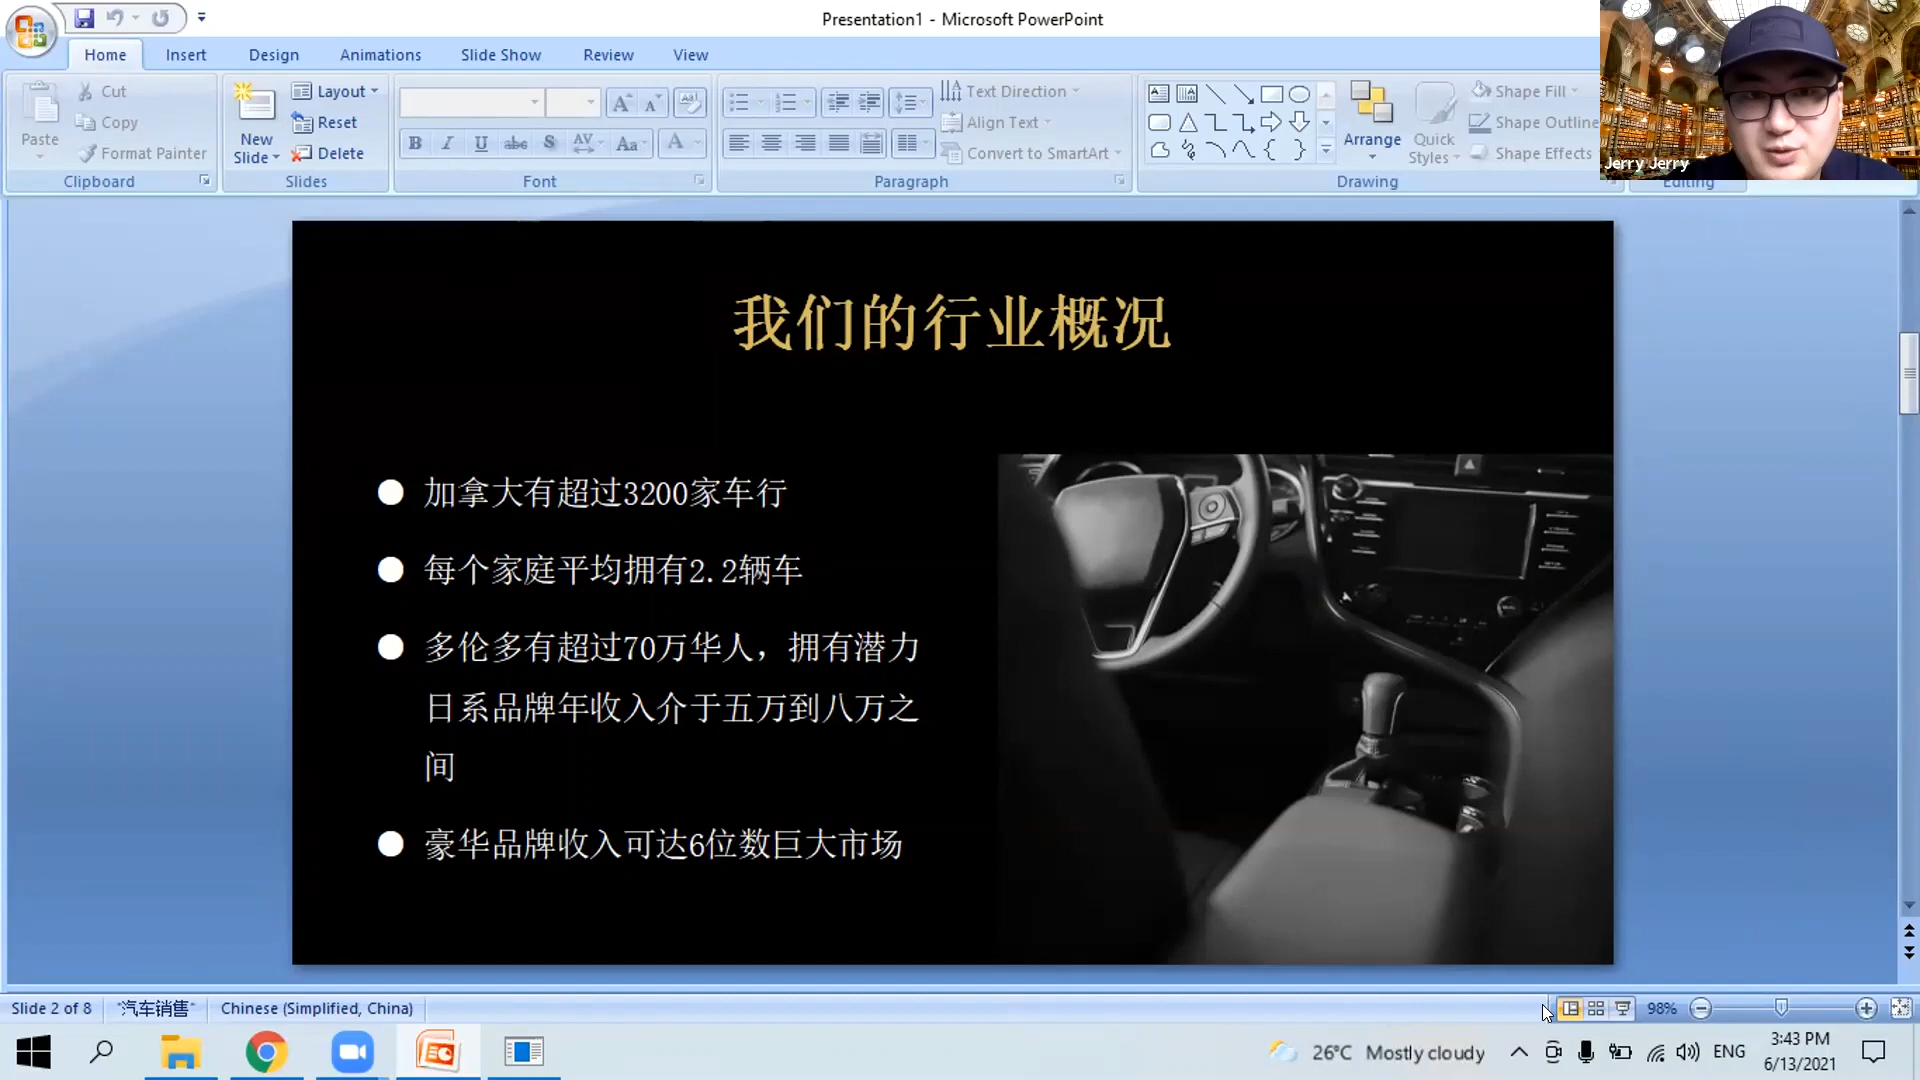 Presentation1 - Microsoft PowerPoint
Home Insert Design Animations Slide Show Review View
Paste
Cut
Copy
Format Painter
Clipboard
New Slide
Layout
Reset
Delete
Slides
Font
Text Direction
Align Text
Convert to SmartArt
Paragraph
Arrange
Quick Styles
Shape Fill
Shape Outline
Shape Effects
Drawing
Editing
Jerry Jerry
我们的行业概况
加拿大有超过3200家车行
每个家庭平均拥有2.2辆车
多伦多有超过70万华人，拥有潜力
日系品牌年收入介于五万到八万之
间
豪华品牌收入可达6位数巨大市场
Slide 2 of 8 "汽车销售" Chinese (Simplified, China) 98%
26°C Mostly cloudy ENG 3:43 PM
6/13/2021